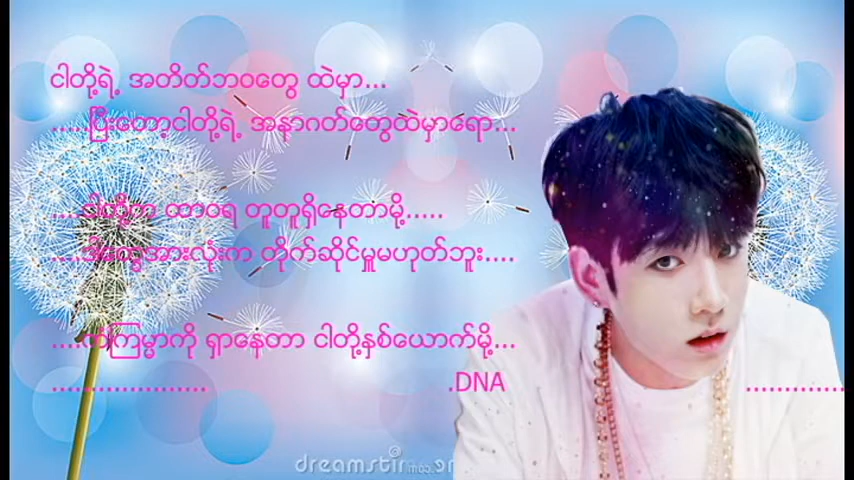 ငါတို့ရဲ့ အတိတ်ဘဝတွေ ထဲမှာ...
.....ပြီးတော့ငါတို့ရဲ့ အနာဂတ်တွေထဲမှာရော...
....ငါတို့က ထာဝရ တူတူရှိနေတာမို့.....
....ဒါတွေအားလုံးက တိုက်ဆိုင်မှုမဟုတ်ဘူး....
....ကံကြမ္မာကို ရှာနေတာ ငါတို့နှစ်ယောက်မို့...
.................... .DNA .............
dreamstime